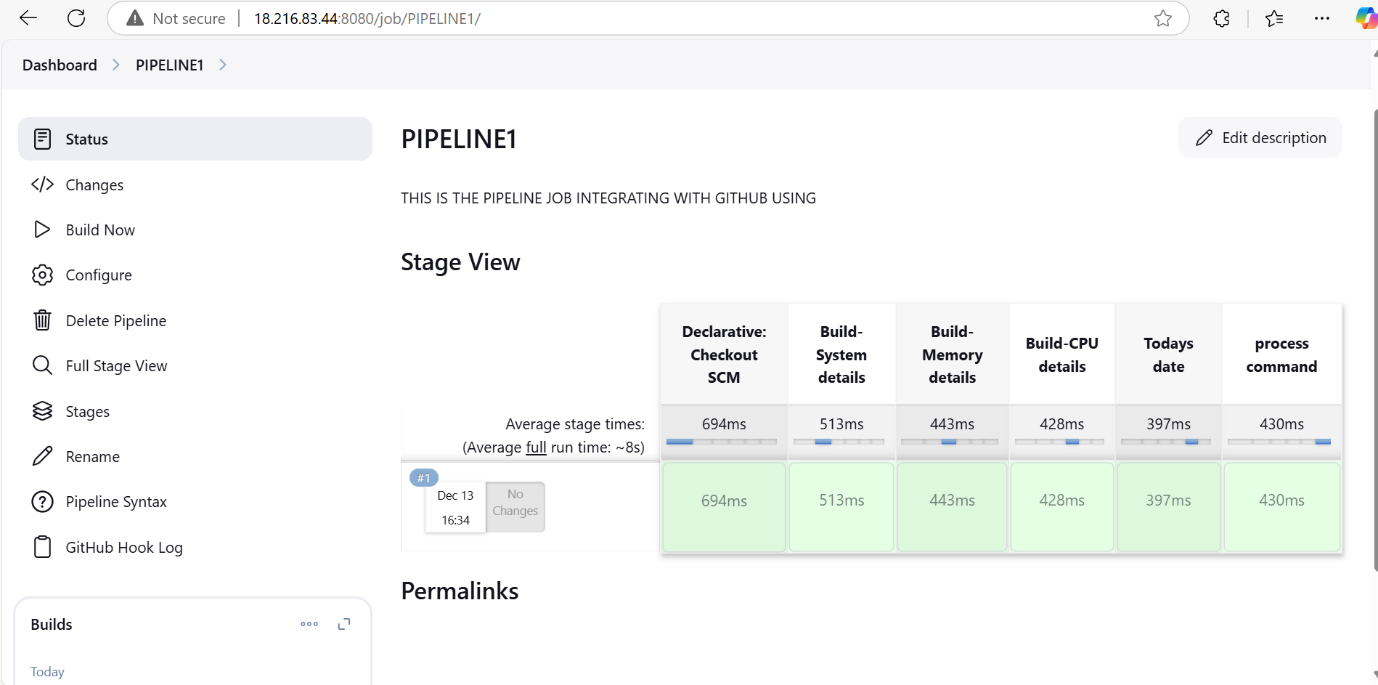 Not secure
18.216.83.44:8080/job/PIPELINE1/
Dashboard
PIPELINE1
Status
Changes
Build Now
Configure
Delete Pipeline
Full Stage View
Stages
Rename
Pipeline Syntax
GitHub Hook Log
Builds
Today
PIPELINE1
Edit description
THIS IS THE PIPELINE JOB INTEGRATING WITH GITHUB USING
Stage View
Declarative:
Checkout
SCM
Build-
System
details
Build-
Memory
details
Build-CPU
details
Todays
date
process
command
Average stage times:
(Average full run time: ~8s)
694ms
513ms
443ms
428ms
397ms
430ms
#1
Dec 13
16:34
No
Changes
694ms
513ms
443ms
428ms
397ms
430ms
Permalinks